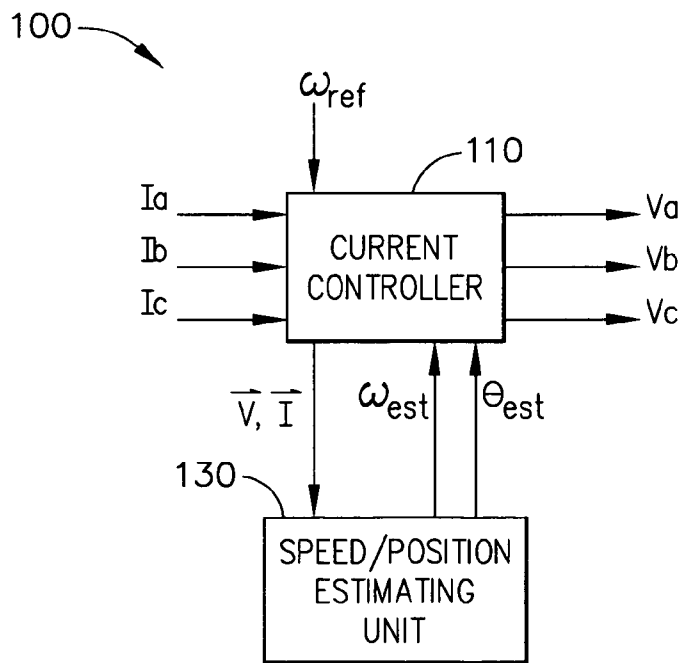 100
ω_ref
110
Ia
Ib
Ic
CURRENT
CONTROLLER
Va
Vb
Vc
V⃗, I⃗
ω_est
θ_est
130
SPEED/POSITION
ESTIMATING
UNIT